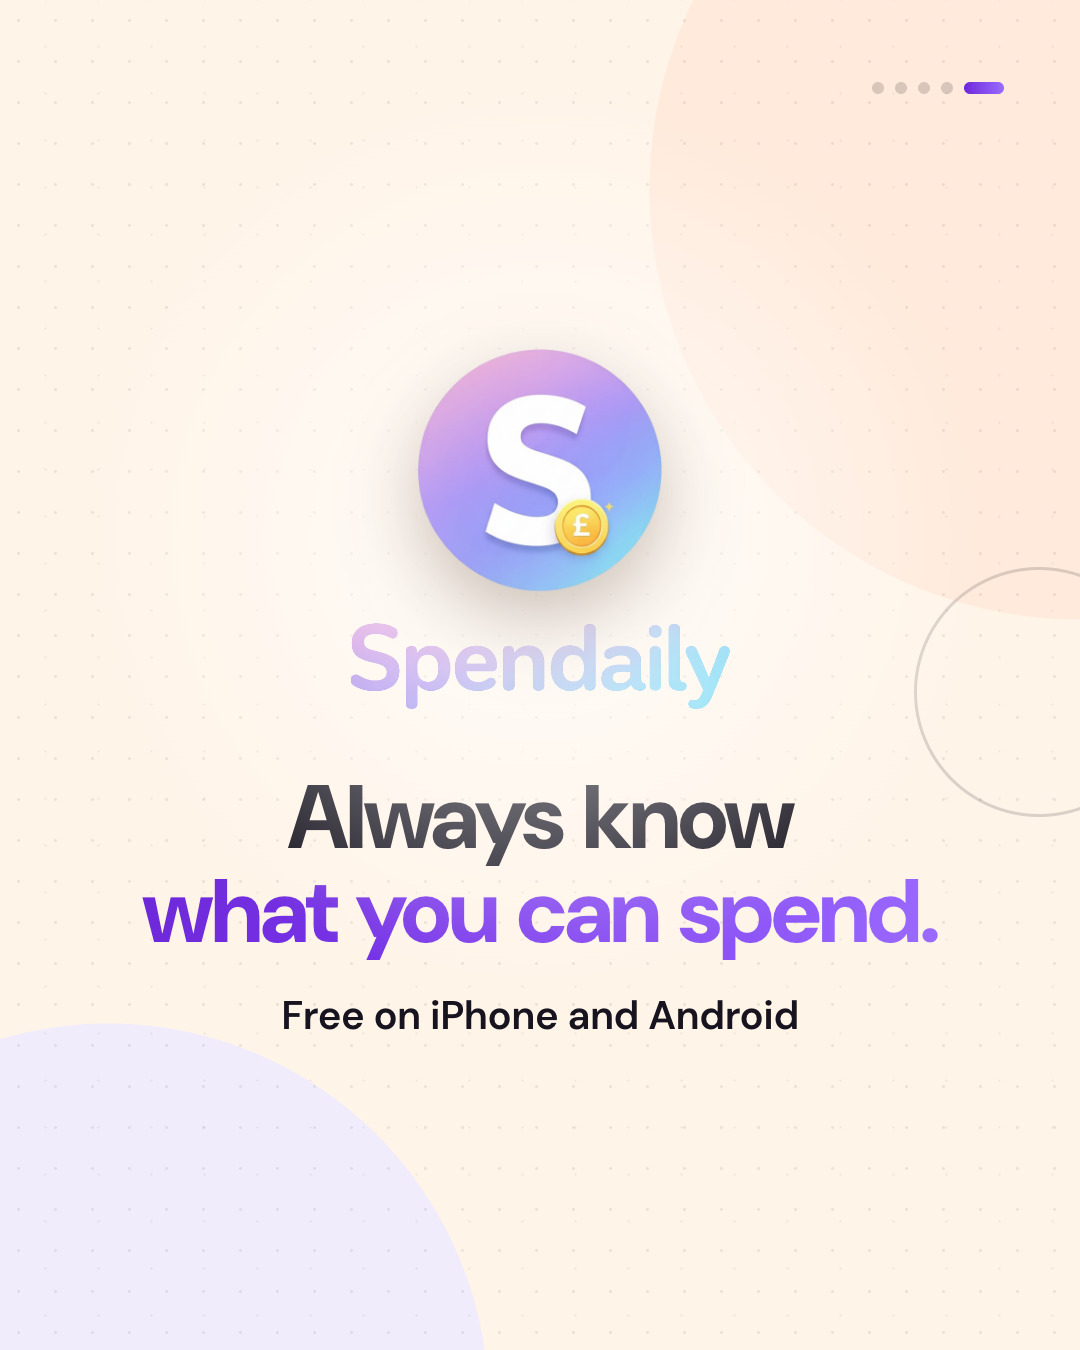 S
£
Spendaily
Always know
what you can spend.
Free on iPhone and Android